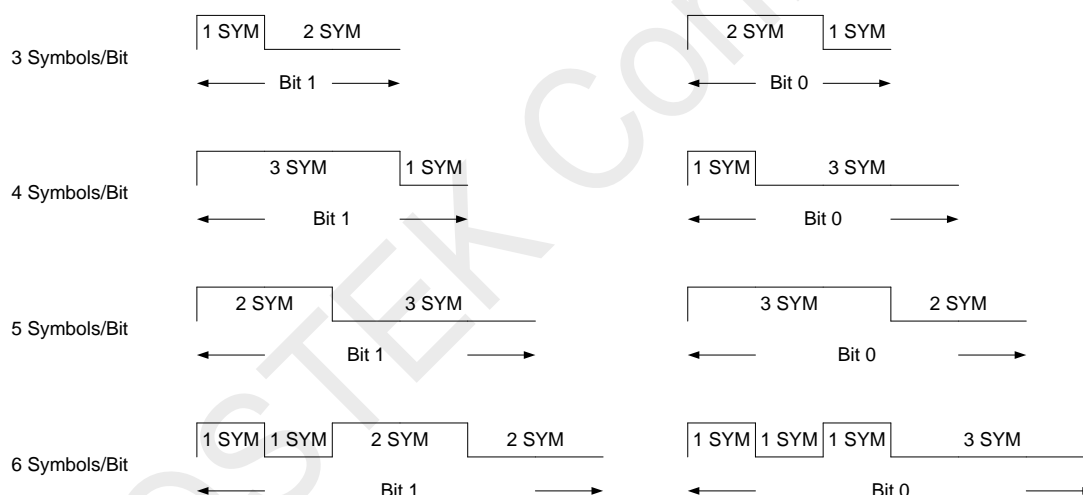 1 SYM 2 SYM 2 SYM 1 SYM
3 Symbols/Bit
Bit 1 Bit 0
3 SYM 1 SYM 1 SYM 3 SYM
4 Symbols/Bit
Bit 1 Bit 0
2 SYM 3 SYM 3 SYM 2 SYM
5 Symbols/Bit
Bit 1 Bit 0
1 SYM 1 SYM 2 SYM 2 SYM 1 SYM 1 SYM 1 SYM 3 SYM
6 Symbols/Bit
Bit 1 Bit 0